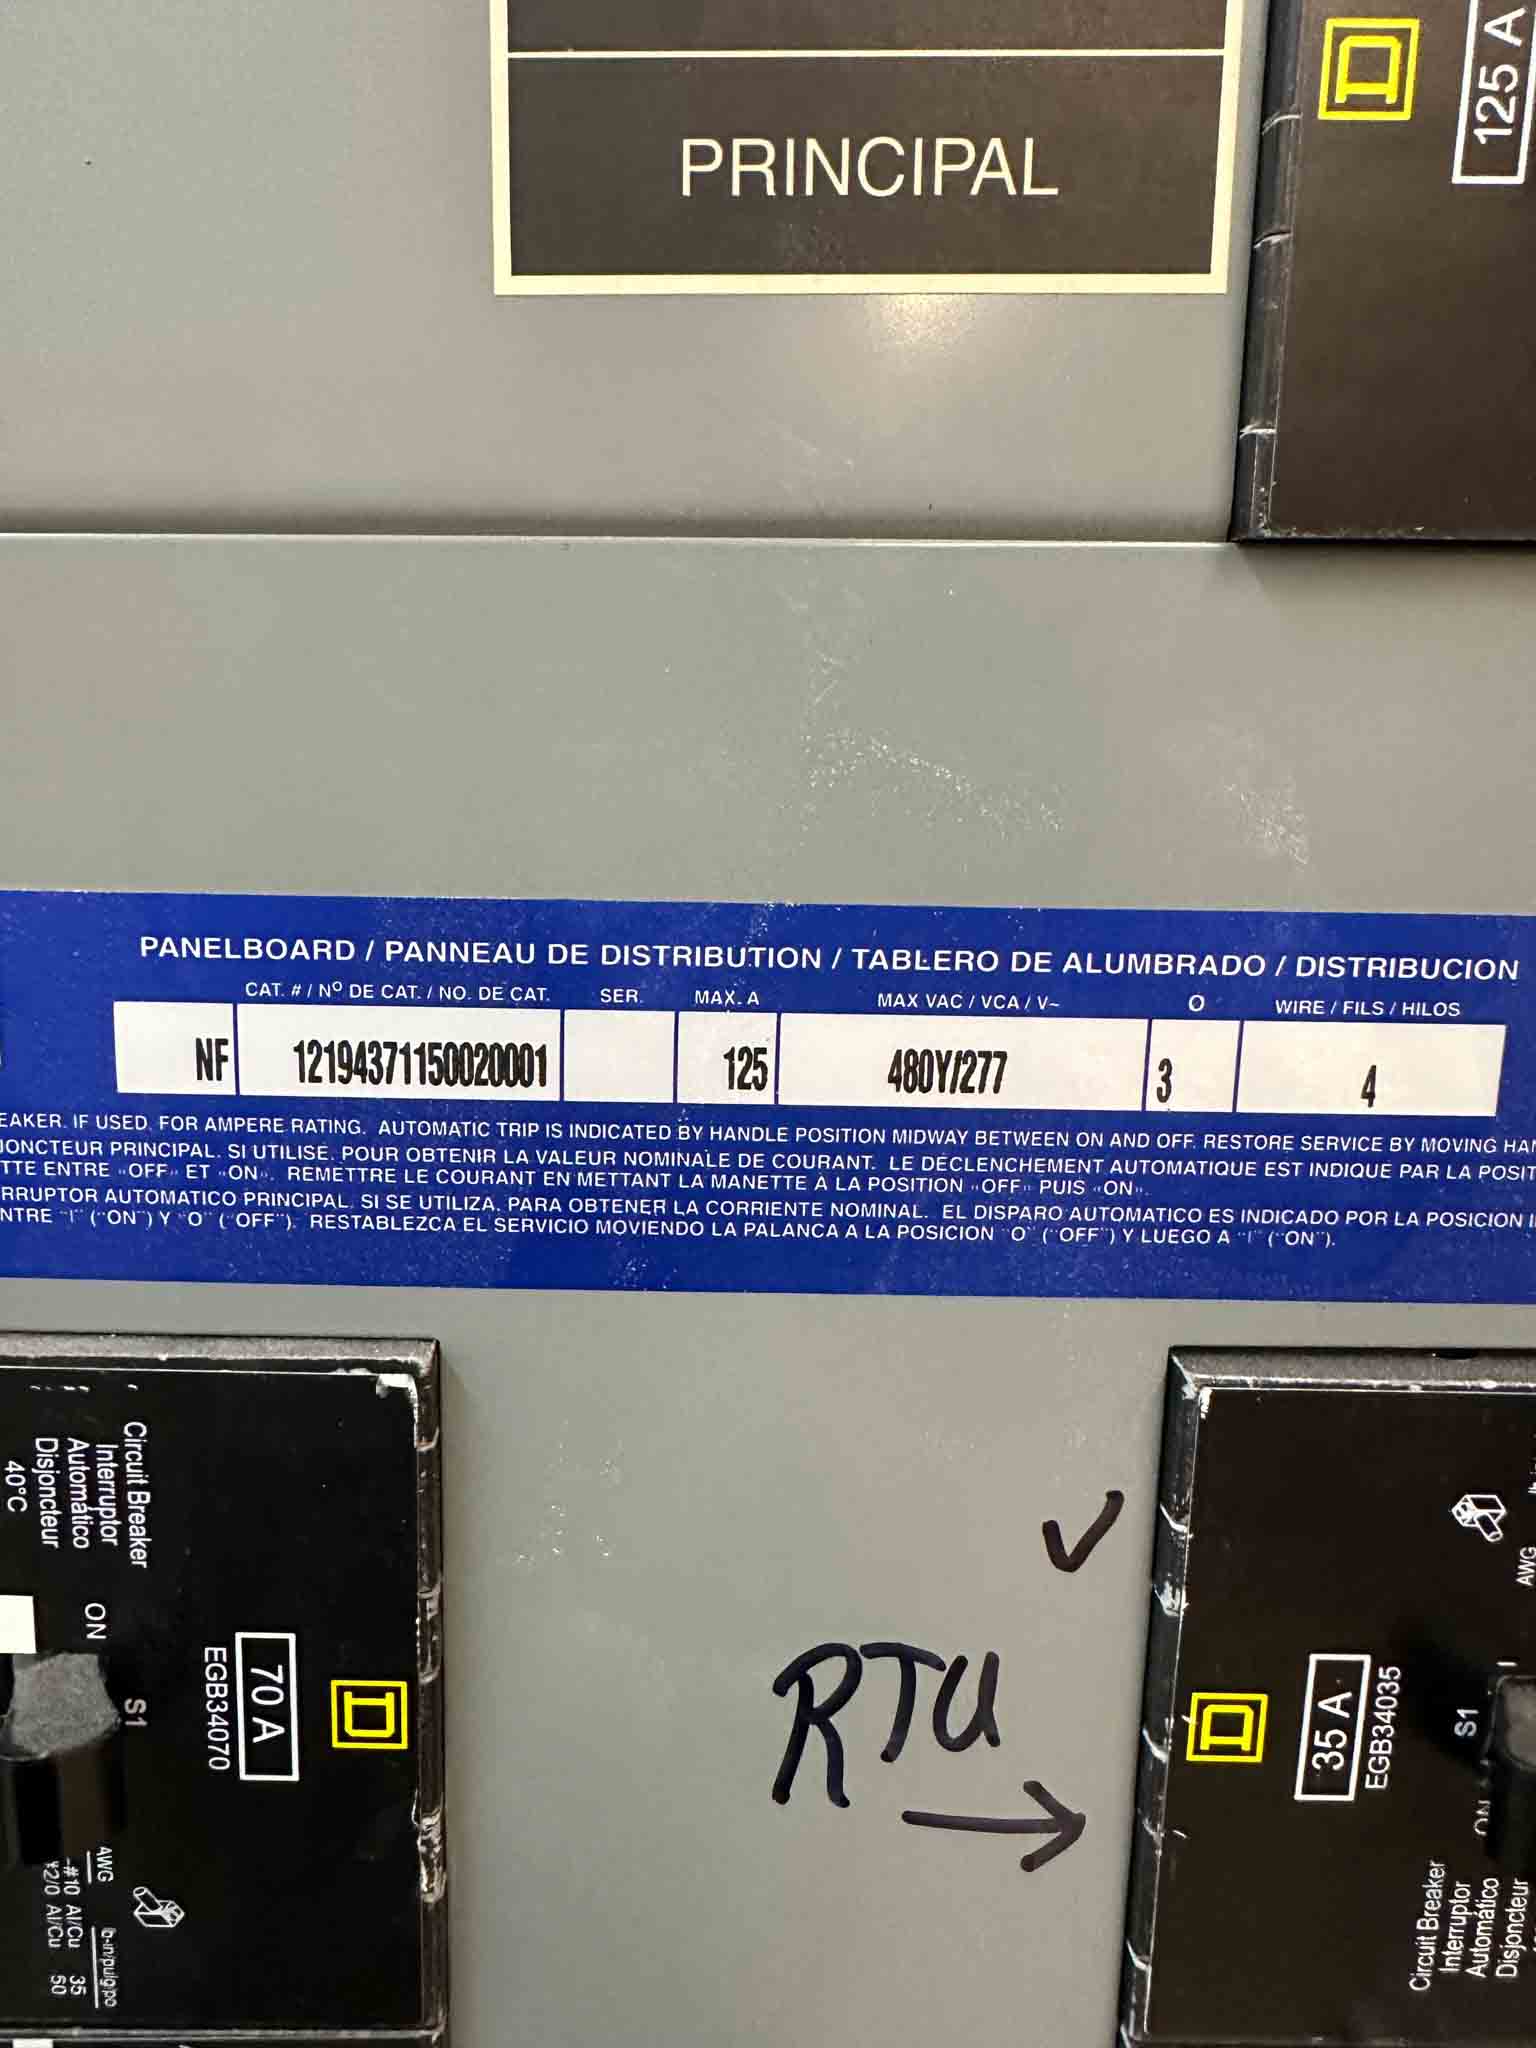 125 A
PRINCIPAL
PANELBOARD / PANNEAU DE DISTRIBUTION / TABLERO DE ALUMBRADO / DISTRIBUCION
CAT. # / Nº DE CAT. / NO. DE CAT. SER. MAX. A MAX VAC / VCA / V~ O WIRE / FILS / HILOS
NF 12194371150020001 125 480Y/277 3 4
EAKER. IF USED. FOR AMPERE RATING. AUTOMATIC TRIP IS INDICATED BY HANDLE POSITION MIDWAY BETWEEN ON AND OFF. RESTORE SERVICE BY MOVING HAN
JONCTEUR PRINCIPAL. SI UTILISE. POUR OBTENIR LA VALEUR NOMINALE DE COURANT. LE DECLENCHEMENT AUTOMATIQUE EST INDIQUE PAR LA POSIT
TTE ENTRE «OFF» ET «ON». REMETTRE LE COURANT EN METTANT LA MANETTE A LA POSITION «OFF» PUIS «ON».
RRUPTOR AUTOMATICO PRINCIPAL. SI SE UTILIZA. PARA OBTENER LA CORRIENTE NOMINAL. EL DISPARO AUTOMATICO ES INDICADO POR LA POSICION I
NTRE "I" ("ON") Y "O" ("OFF"). RESTABLEZCA EL SERVICIO MOVIENDO LA PALANCA A LA POSICION "O" ("OFF") Y LUEGO A "I" ("ON").
Circuit Breaker
Interruptor
Automático
Disjoncteur
40°C
ON
S1
70 A
EGB34070
D
AWG lb-in/pulg/po
-#10 Al/Cu 35
2/0 Al/Cu 50
✓
RTU
→
D
35 A
EGB34035
AWG
I
S1
ON
Circuit Breaker
Interruptor
Automático
Disjoncteur